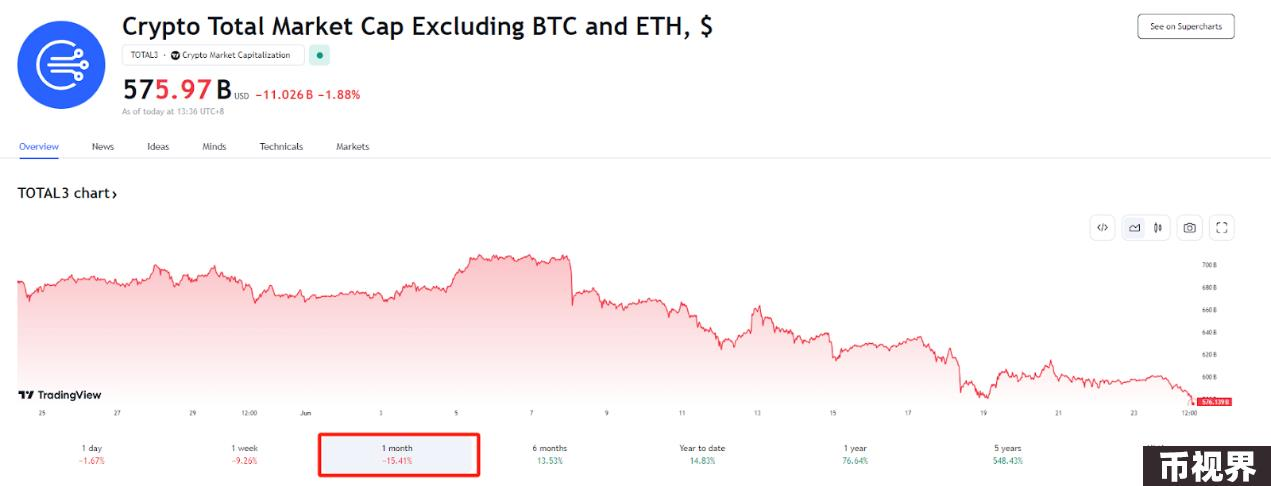 Crypto Total Market Cap Excluding BTC and ETH, $
See on Supercharts
TOTAL3 · Crypto Market Capitalization
575.97 B USD −11.026 B −1.88%
As of today at 13:36 UTC+8
Overview News Ideas Minds Technicals Markets
TOTAL3 chart ›
</>
700 B
680 B
660 B
640 B
620 B
600 B
576.139 B
TradingView
25 27 29 12:00 Jun 3 5 7 9 11 13 15 17 19 21 23 12:00
1 day 1 week 1 month 6 months Year to date 1 year 5 years
−1.67% −9.26% −15.41% 13.53% 14.83% 76.64% 548.43%
币视界